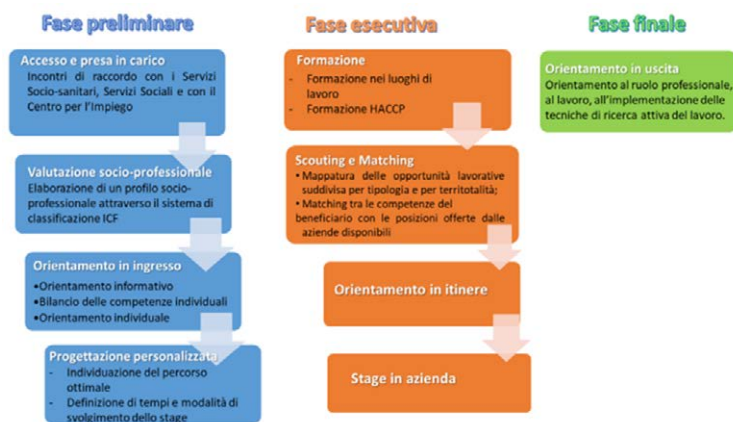 Fase preliminare
Accesso e presa in carico
Incontri di raccordo con i Servizi
Socio-sanitari, Servizi Sociali e con il
Centro per l'Impiego
Valutazione socio-professionale
Elaborazione di un profilo socio-
professionale attraverso il sistema di
classificazione ICF
Orientamento in ingresso
•Orientamento informativo
•Bilancio delle competenze individuali
•Orientamento individuale
Progettazione personalizzata
- Individuazione del percorso
ottimale
- Definizione di tempi e modalità di
svolgimento dello stage
Fase esecutiva
Formazione
- Formazione nei luoghi di
lavoro
- Formazione HACCP
Scouting e Matching
• Mappatura delle opportunità lavorative
suddivisa per tipologia e per territotalità;
• Matching tra le competenze del
beneficiario con le posizioni offerte dalle
aziende disponibili
Orientamento in itinere
Stage in azienda
Fase finale
Orientamento in uscita
Orientamento al ruolo professionale,
al lavoro, all'implementazione delle
tecniche di ricerca attiva del lavoro.